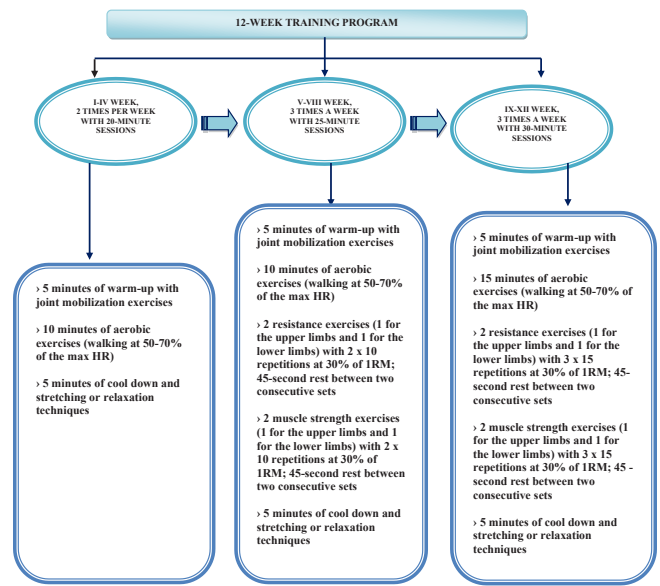 12-WEEK TRAINING PROGRAM
I-IV WEEK,
2 TIMES PER WEEK
WITH 20-MINUTE
SESSIONS
V-VIII WEEK,
3 TIMES A WEEK
WITH 25-MINUTE
SESSIONS
IX-XII WEEK,
3 TIMES A WEEK
WITH 30-MINUTE
SESSIONS
› 5 minutes of warm-up with
joint mobilization exercises
› 10 minutes of aerobic
exercises (walking at 50-70%
of the max HR)
› 5 minutes of cool down and
stretching or relaxation
techniques
› 5 minutes of warm-up with
joint mobilization exercises
› 10 minutes of aerobic
exercises (walking at 50-70%
of the max HR)
› 2 resistance exercises (1 for
the upper limbs and 1 for the
lower limbs) with 2 x 10
repetitions at 30% of 1RM;
45-second rest between two
consecutive sets
› 2 muscle strength exercises
(1 for the upper limbs and 1
for the lower limbs) with 2 x
10 repetitions at 30% of
1RM; 45-second rest between
two consecutive sets
› 5 minutes of cool down and
stretching or relaxation
techniques
› 5 minutes of warm-up with
joint mobilization exercises
› 15 minutes of aerobic
exercises (walking at 50-70% of the
max HR)
› 2 resistance exercises (1 for
the upper limbs and 1 for the
lower limbs) with 3 x 15
repetitions at 30% of 1RM; 45-
second rest between two
consecutive sets
› 2 muscle strength exercises (1
for the upper limbs and 1 for
the lower limbs) with 3 x 15
repetitions at 30% of 1RM; 45 -
second rest between two
consecutive sets
› 5 minutes of cool down and
stretching or relaxation
techniques